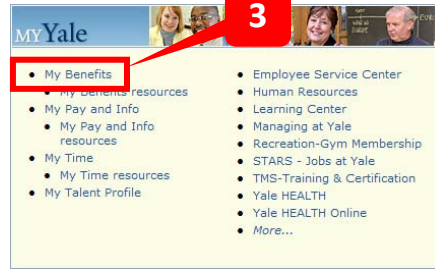 MY Yale
3
My Benefits
My Benefits resources
My Pay and Info
My Pay and Info
resources
My Time
My Time resources
My Talent Profile
Employee Service Center
Human Resources
Learning Center
Managing at Yale
Recreation-Gym Membership
STARS - Jobs at Yale
TMS-Training & Certification
Yale HEALTH
Yale HEALTH Online
More...